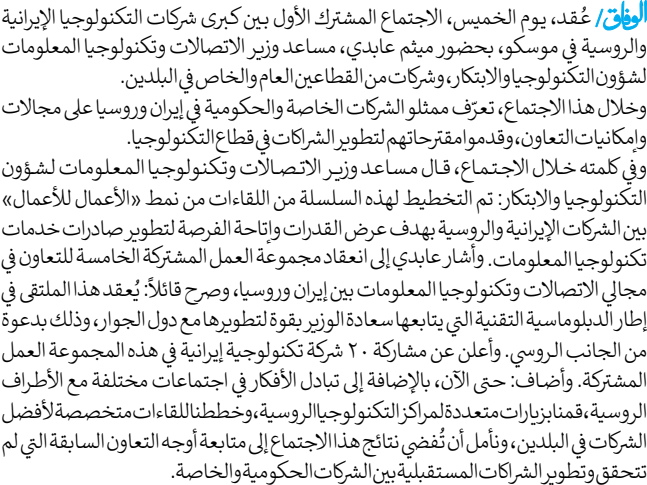 الوفاق/ عُقد، يوم الخميس، الاجتماع المشترك الأول بين كبرى شركات التكنولوجيا الإيرانية
والروسية في موسكو، بحضور ميثم عابدي، مساعد وزير الاتصالات وتكنولوجيا المعلومات
لشؤون التكنولوجيا والابتكار، وشركات من القطاعين العام والخاص في البلدين.
وخلال هذا الاجتماع، تعرّف ممثلو الشركات الخاصة والحكومية في إيران وروسيا على مجالات
وإمكانيات التعاون، وقدموا مقترحاتهم لتطوير الشراكات في قطاع التكنولوجيا.
وفي كلمته خلال الاجتماع، قال مساعد وزير الاتصالات وتكنولوجيا المعلومات لشؤون
التكنولوجيا والابتكار: تم التخطيط لهذه السلسلة من اللقاءات من نمط «الأعمال للأعمال»
بين الشركات الإيرانية والروسية بهدف عرض القدرات وإتاحة الفرصة لتطوير صادرات خدمات
تكنولوجيا المعلومات. وأشار عابدي إلى انعقاد مجموعة العمل المشتركة الخامسة للتعاون في
مجالي الاتصالات وتكنولوجيا المعلومات بين إيران وروسيا، وصرح قائلاً: يُعقد هذا الملتقى في
إطار الدبلوماسية التقنية التي يتابعها سعادة الوزير بقوة لتطويرها مع دول الجوار، وذلك بدعوة
من الجانب الروسي. وأعلن عن مشاركة ٢٠ شركة تكنولوجية إيرانية في هذه المجموعة العمل
المشتركة. وأضاف: حتى الآن، بالإضافة إلى تبادل الأفكار في اجتماعات مختلفة مع الأطراف
الروسية، قمنا بزيارات متعددة لمراكز التكنولوجيا الروسية، وخططنا للقاءات متخصصة لأفضل
الشركات في البلدين، ونأمل أن تُفضي نتائج هذا الاجتماع إلى متابعة أوجه التعاون السابقة التي لم
تتحقق وتطوير الشراكات المستقبلية بين الشركات الحكومية والخاصة.